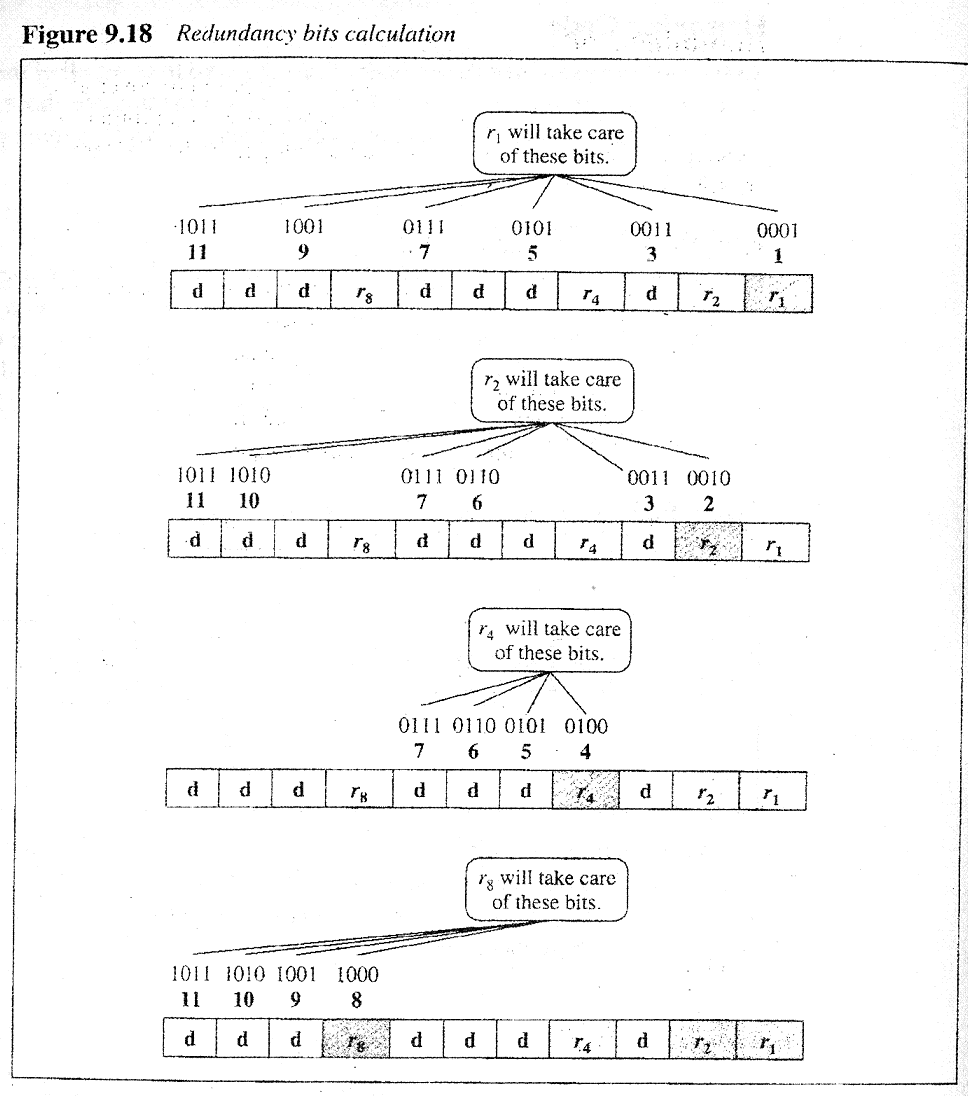 Figure 9.18 Redundancy bits calculation
r1 will take care
of these bits.
1011 1001 0111 0101 0011 0001
11 9 7 5 3 1
d d d r8 d d d r4 d r2 r1
r2 will take care
of these bits.
1011 1010 0111 0110 0011 0010
11 10 7 6 3 2
d d d r8 d d d r4 d r2 r1
r4 will take care
of these bits.
0111 0110 0101 0100
7 6 5 4
d d d r8 d d d r4 d r2 r1
r8 will take care
of these bits.
1011 1010 1001 1000
11 10 9 8
d d d r8 d d d r4 d r2 r1